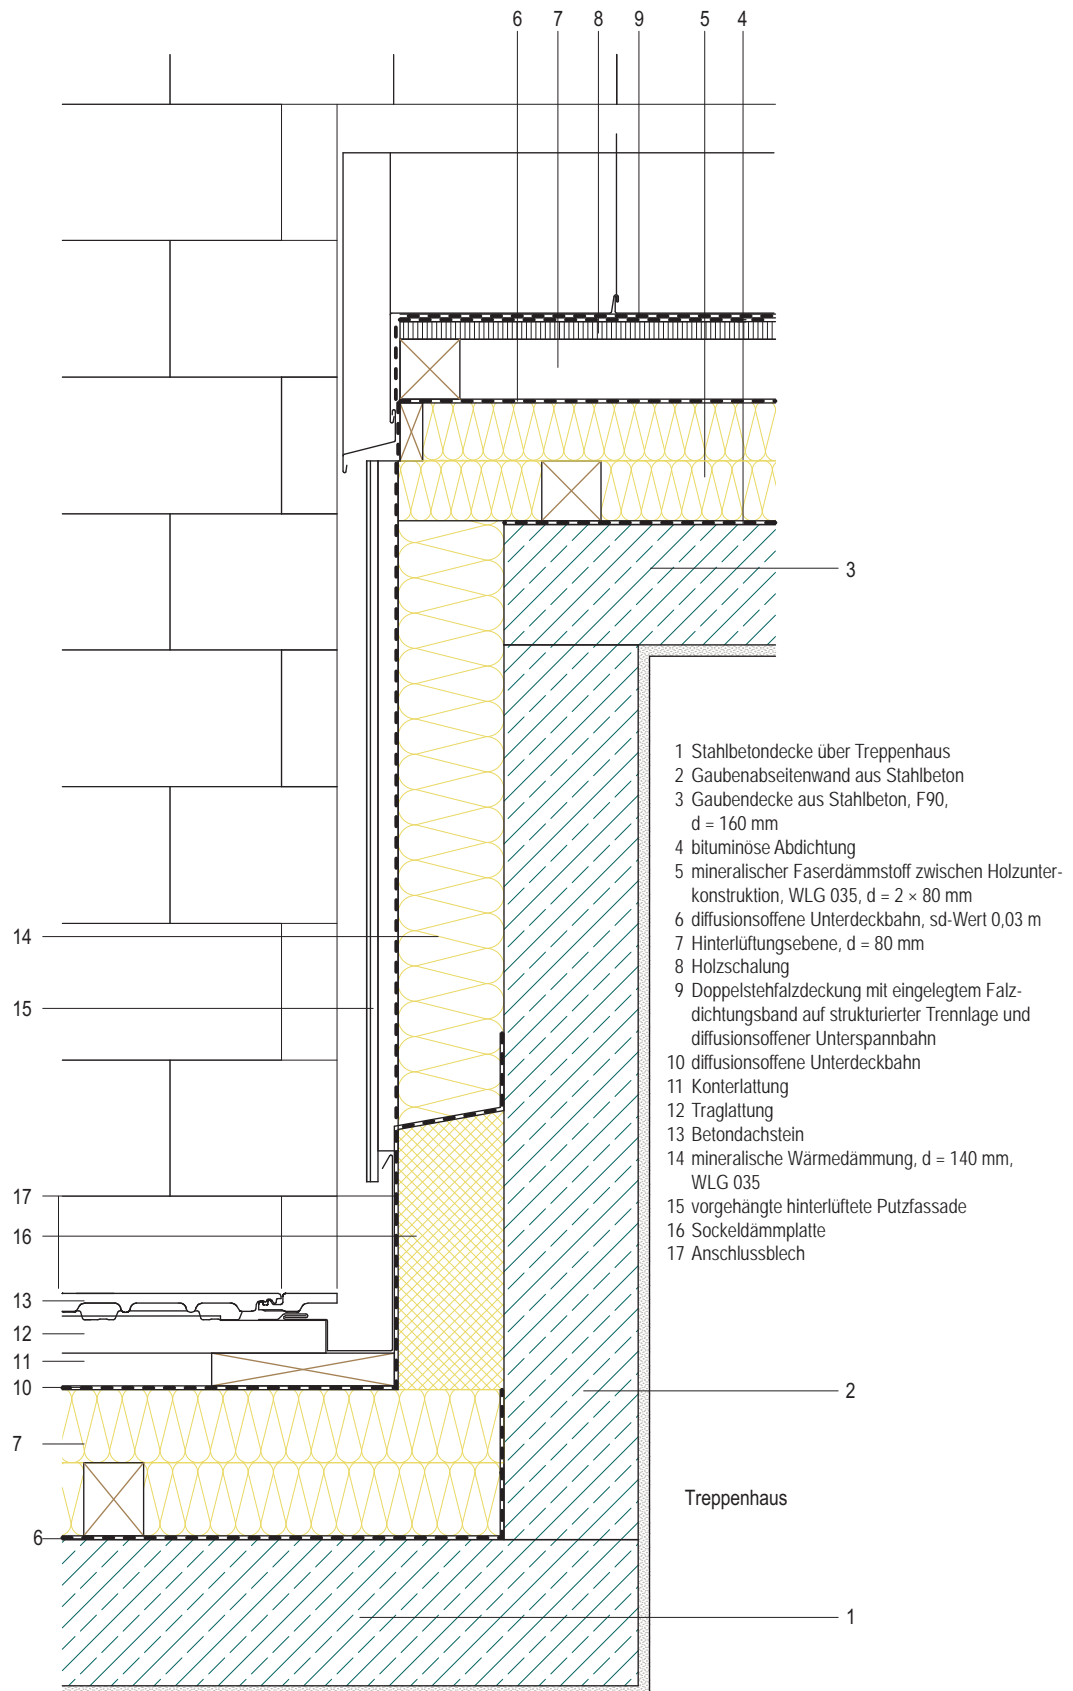 6 7 8 9 5 4
3
1 Stahlbetondecke über Treppenhaus
2 Gaubenabseitenwand aus Stahlbeton
3 Gaubendecke aus Stahlbeton, F90,
d = 160 mm
4 bituminöse Abdichtung
5 mineralischer Faserdämmstoff zwischen Holzunter-
konstruktion, WLG 035, d = 2 × 80 mm
6 diffusionsoffene Unterdeckbahn, sd-Wert 0,03 m
7 Hinterlüftungsebene, d = 80 mm
8 Holzschalung
9 Doppelstehfalzdeckung mit eingelegtem Falz-
dichtungsband auf strukturierter Trennlage und
diffusionsoffener Unterspannbahn
10 diffusionsoffene Unterdeckbahn
11 Konterlattung
12 Traglattung
13 Betondachstein
14 mineralische Wärmedämmung, d = 140 mm,
WLG 035
15 vorgehängte hinterlüftete Putzfassade
16 Sockeldämmplatte
17 Anschlussblech
14
15
17
16
13
12
11
10
7
6
2
Treppenhaus
1